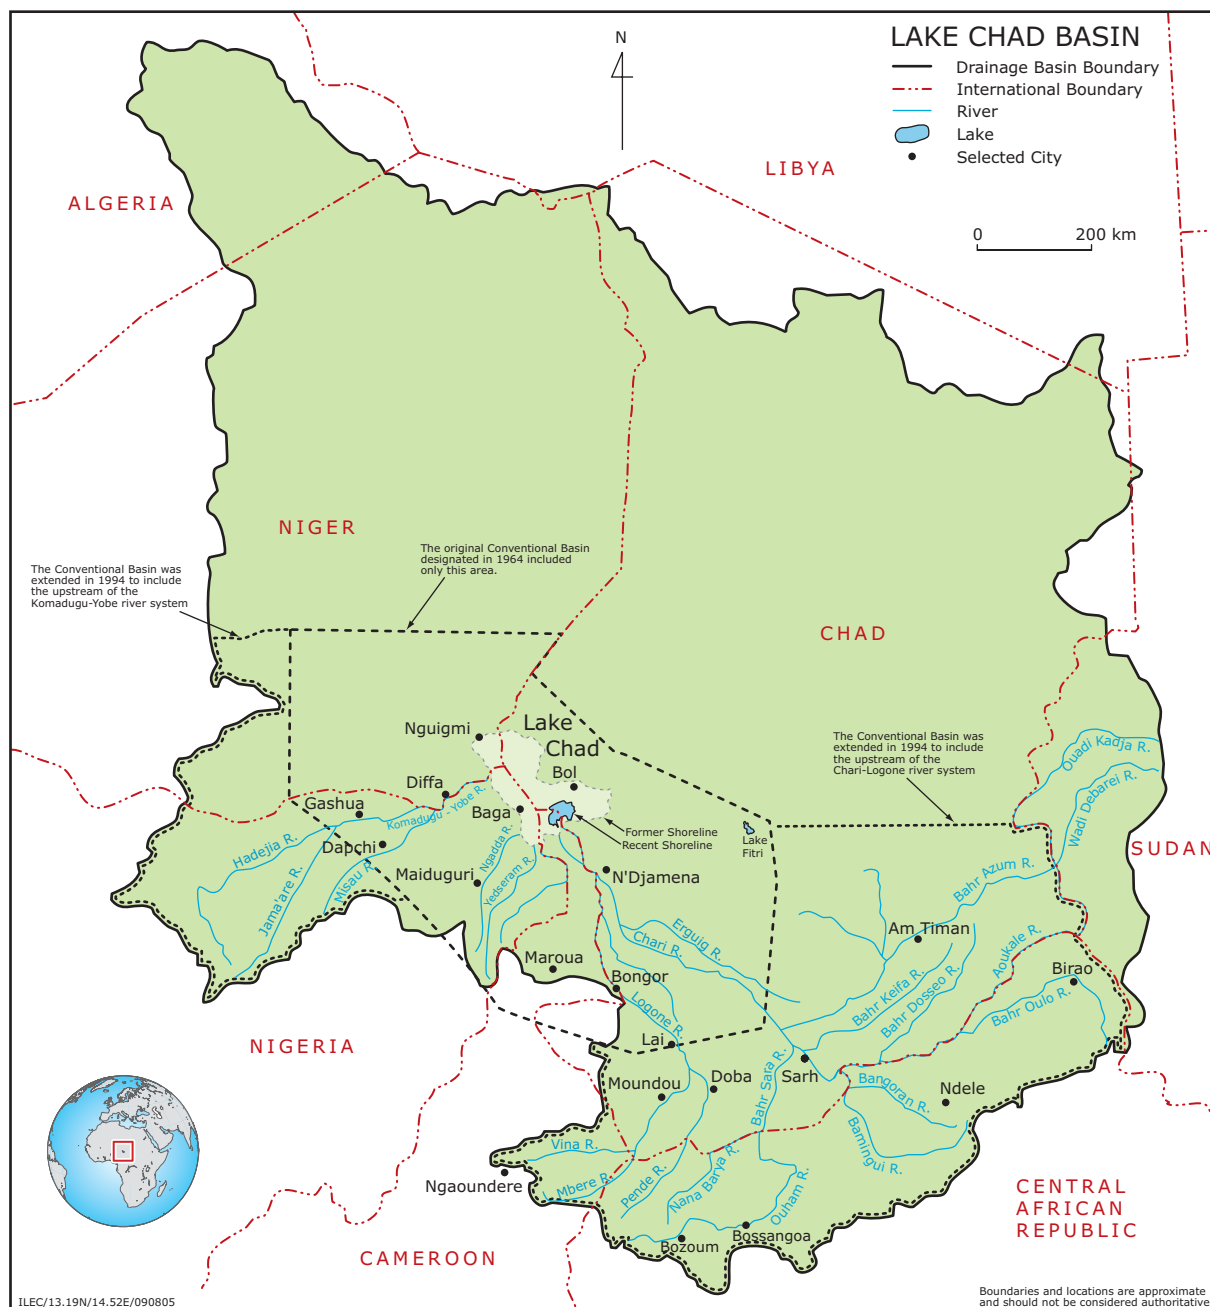 LAKE CHAD BASIN
Drainage Basin Boundary
International Boundary
River
Lake
Selected City
N
0 200 km
LIBYA
ALGERIA
NIGER
The original Conventional Basin
designated in 1964 included
only this area.
The Conventional Basin was
extended in 1994 to include
the upstream of the
Komadugu-Yobe river system
CHAD
Lake
Chad
Nguigmi
Bol
The Conventional Basin was
extended in 1994 to include
the upstream of the
Chari-Logone river system
Ouadi Kadja R.
Wadi Debarei R.
Diffa
Gashua
Komadugu - Yobe R.
Baga
Former Shoreline
Recent Shoreline
Lake
Fitri
SUDAN
Hadejia R.
Dapchi
Ngadda R.
Jama'are R.
Misau R.
Maiduguri
Yedseram R.
N'Djamena
Bahr Azum R.
Erguig R.
Chari R.
Am Timan
Aoukale R.
Maroua
Bongor
Birao
Logone R.
Bahr Keifa R.
Bahr Dosseo R.
Bahr Oulo R.
NIGERIA
Lai
Sarh
Bahr Sara R.
Moundou
Doba
Bangoran R.
Ndele
Bamingui R.
Vina R.
Mbere R.
Pende R.
Nana Barya R.
Ouham R.
Ngaoundere
Bossangoa
Bozoum
CENTRAL
AFRICAN
REPUBLIC
CAMEROON
ILEC/13.19N/14.52E/090805
Boundaries and locations are approximate
and should not be considered authoritative